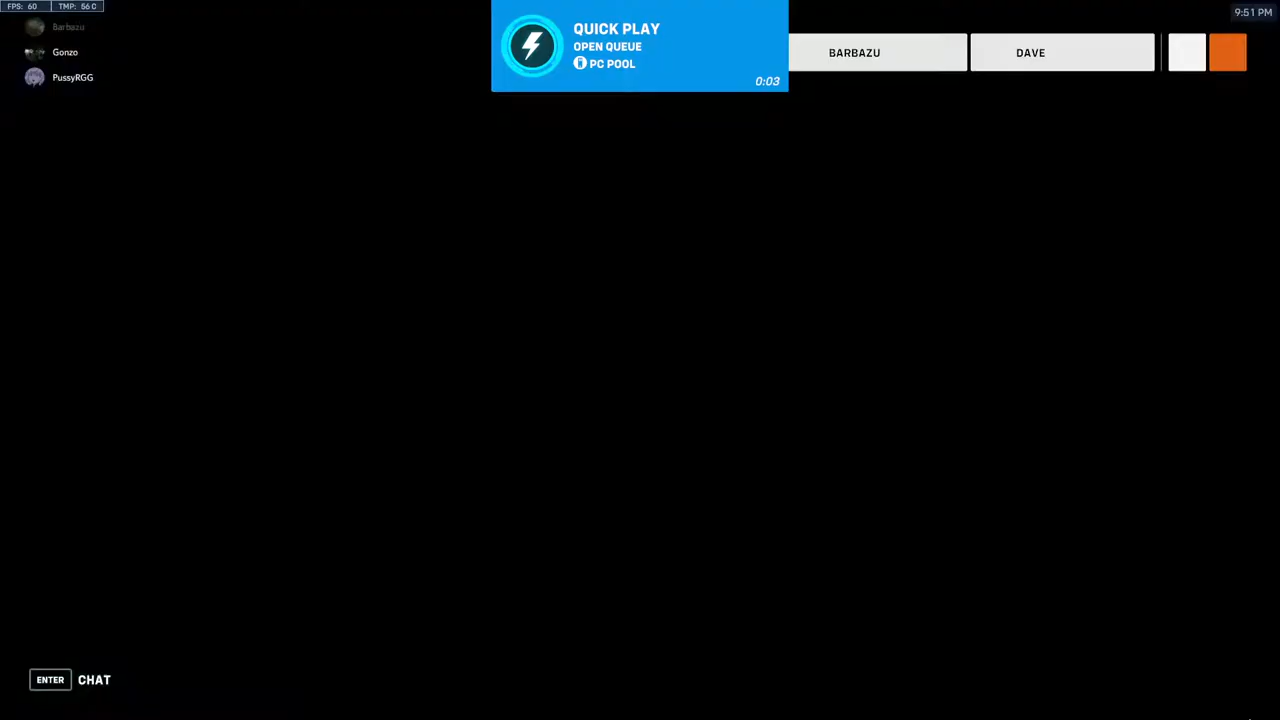 FPS: 60 TMP: 56 C
Barbazu
Gonzo
PussyRGG
QUICK PLAY
OPEN QUEUE
PC POOL
0:03
BARBAZU
DAVE
9:51 PM
ENTER CHAT